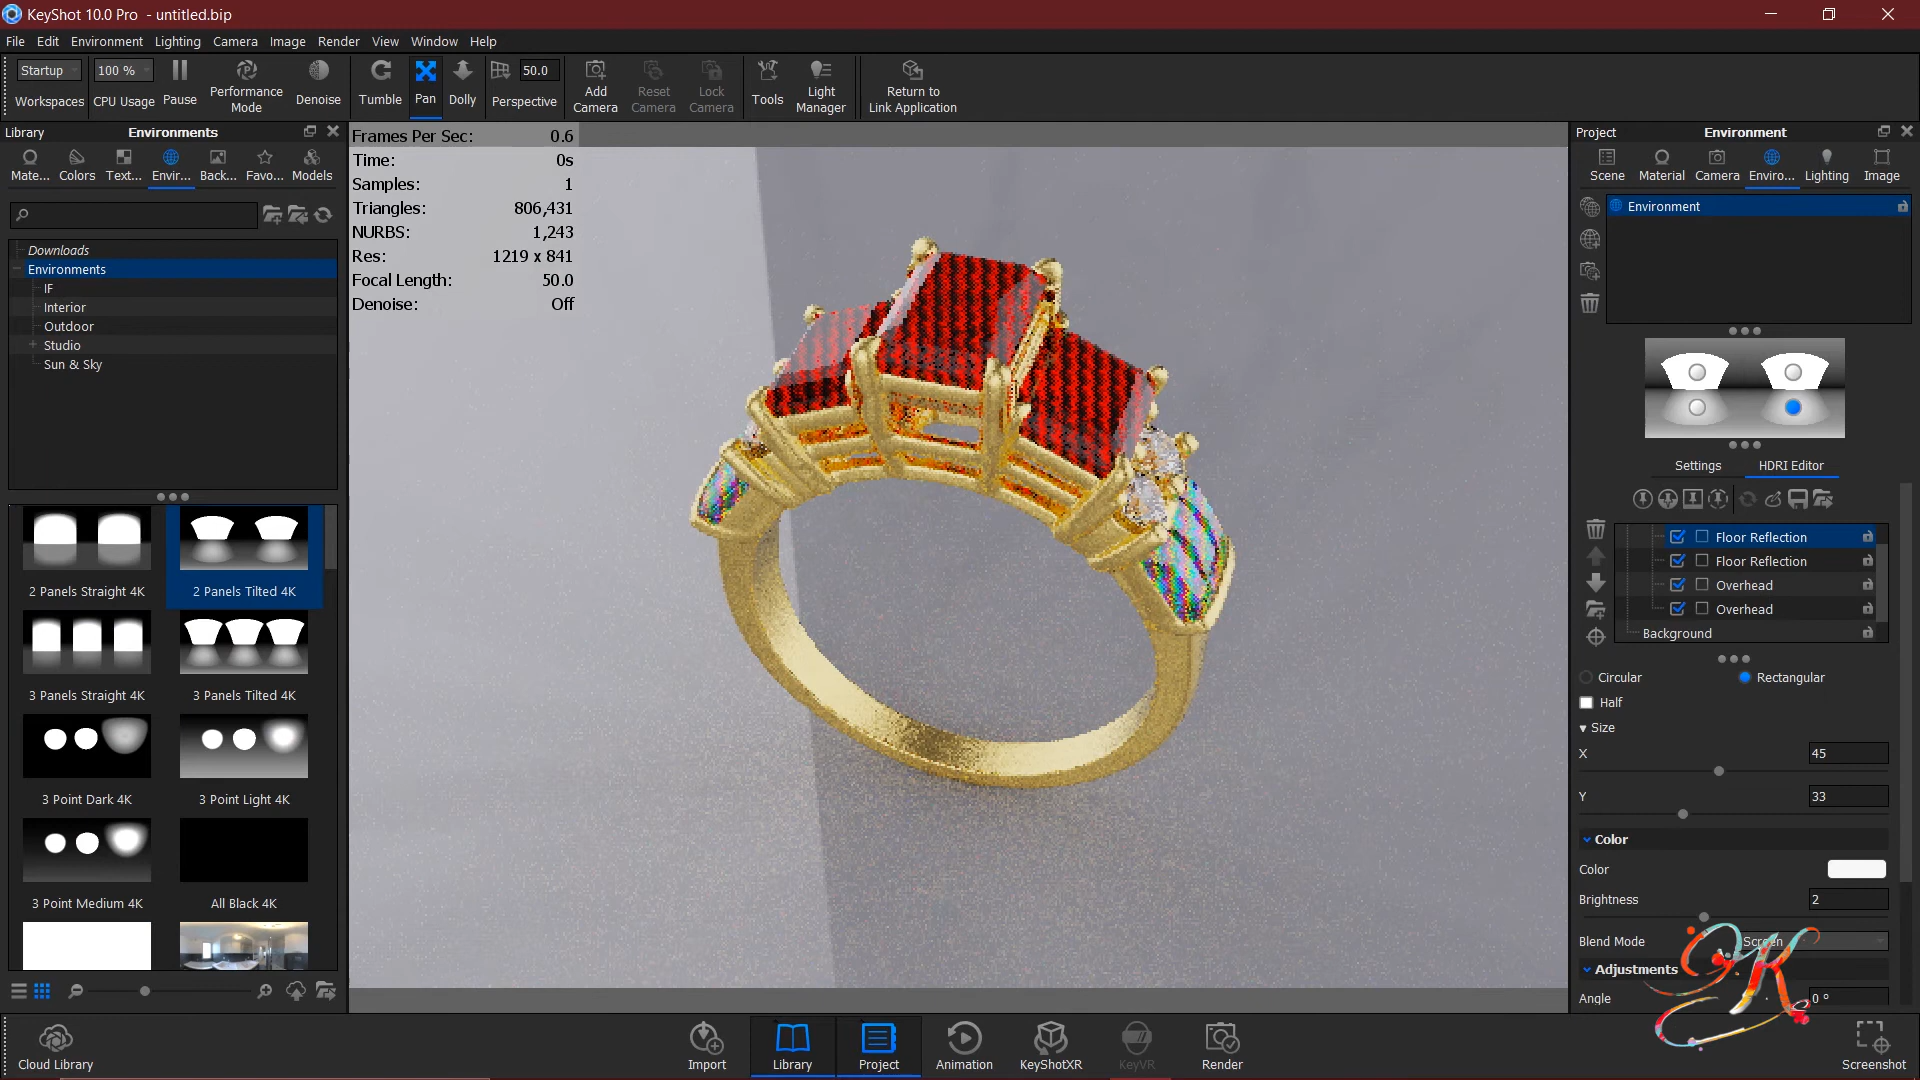 KeyShot 10.0 Pro - untitled.bip
File Edit Environment Lighting Camera Image Render View Window Help
Startup
Workspaces
100 %
CPU Usage
Pause
Performance
Mode
Denoise
Tumble
Pan
Dolly
50.0
Perspective
Add
Camera
Reset
Camera
Lock
Camera
Tools
Light
Manager
Return to
Link Application
Library
Environments
Mate... Colors Text... Envir... Back... Favo... Models
Downloads
Environments
IF
Interior
Outdoor
Studio
Sun & Sky
2 Panels Straight 4K
2 Panels Tilted 4K
3 Panels Straight 4K
3 Panels Tilted 4K
3 Point Dark 4K
3 Point Light 4K
3 Point Medium 4K
All Black 4K
Frames Per Sec: 0.6
Time: 0s
Samples: 1
Triangles: 806,431
NURBS: 1,243
Res: 1219 x 841
Focal Length: 50.0
Denoise: Off
Project
Environment
Scene Material Camera Enviro... Lighting Image
Environment
Settings
HDRI Editor
Floor Reflection
Floor Reflection
Overhead
Overhead
Background
Circular
Rectangular
Half
Size
X 45
Y 33
Color
Color
Brightness 2
Blend Mode Screen
Adjustments
Angle 0 °
Cloud Library
Import
Library
Project
Animation
KeyShotXR
KeyVR
Render
Screenshot